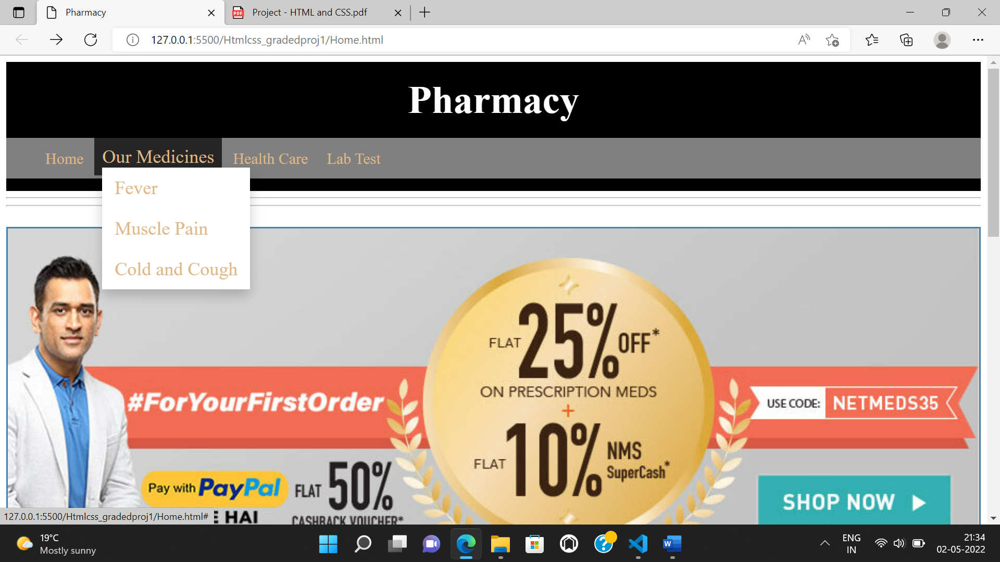 Pharmacy
Project - HTML and CSS.pdf
127.0.0.1:5500/Htmlcss_gradedproj1/Home.html
Pharmacy
Home Our Medicines Health Care Lab Test
Fever
Muscle Pain
Cold and Cough
FLAT 25% OFF*
ON PRESCRIPTION MEDS
+
FLAT 10% NMS SuperCash*
#ForYourFirstOrder
USE CODE: NETMEDS35
Pay with PayPal FLAT 50%
CASHBACK VOUCHER*
E HAI
SHOP NOW
127.0.0.1:5500/Htmlcss_gradedproj1/Home.html#
19°C
Mostly sunny
ENG
IN
21:34
02-05-2022